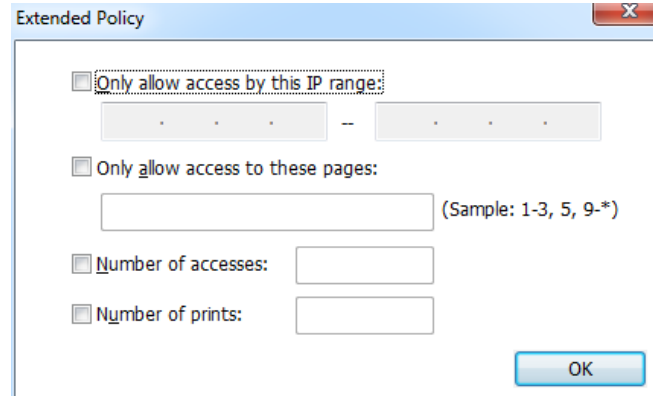 Extended Policy
Only allow access by this IP range:
. . . -- . . .
Only allow access to these pages:
(Sample: 1-3, 5, 9-*)
Number of accesses:
Number of prints:
OK